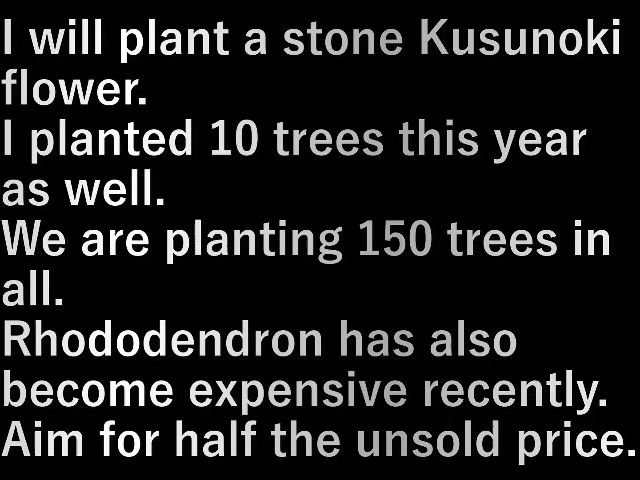 I will plant a stone Kusunoki
flower.
I planted 10 trees this year
as well.
We are planting 150 trees in
all.
Rhododendron has also
become expensive recently.
Aim for half the unsold price.